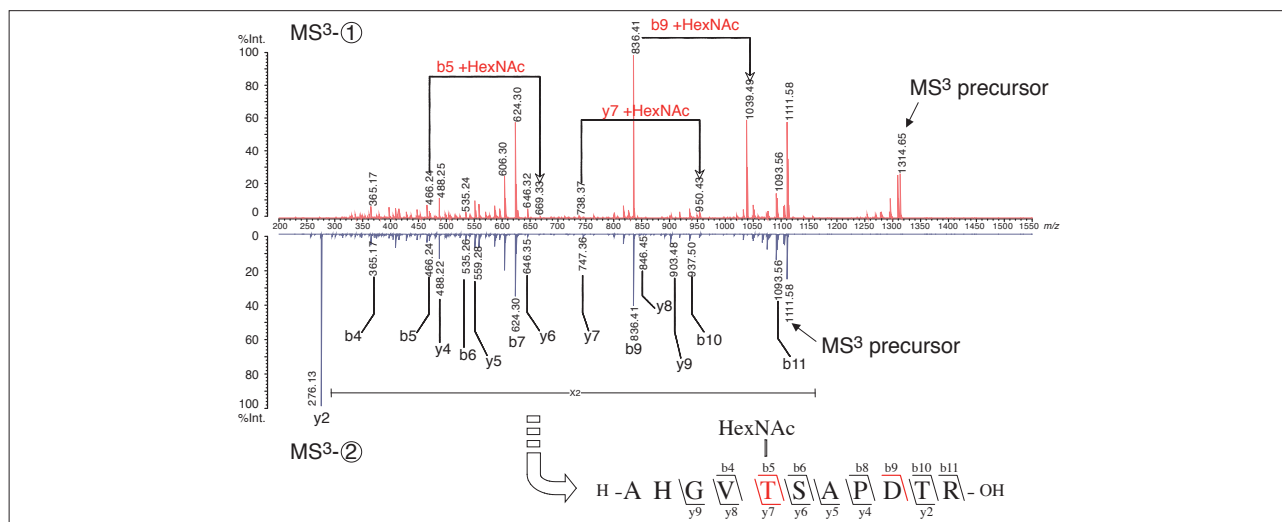 MS3-①
%Int.
100
80
60
40
20
0
b5 +HexNAc
b9 +HexNAc
y7 +HexNAc
MS3 precursor
365.17
466.24
488.25
535.24
606.30
624.30
646.32
669.33
738.37
836.41
950.43
1039.49
1093.56
1111.58
1314.65
200 250 300 350 400 450 500 550 600 650 700 750 800 850 900 950 1000 1050 1100 1150 1200 1250 1300 1350 1400 1450 1500 1550
m/z
0
20
40
60
80
100
%Int.
276.13
365.17
466.24
488.22
535.26
559.28
624.30
646.35
747.36
836.41
846.45
903.48
937.50
1093.56
1111.58
y2
b4
b5
y4
b6
y5
b7
y6
y7
b9
y8
y9
b10
b11
MS3 precursor
X2
MS3-②
HexNAc
b4 b5 b6 b8 b9 b10 b11
H -A H G V T S A P D T R- OH
y9 y8 y7 y6 y5 y4 y2